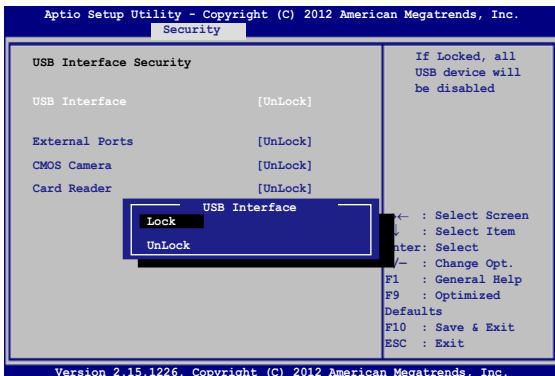 Aptio Setup Utility - Copyright (C) 2012 American Megatrends, Inc.
Security
USB Interface Security
USB Interface [UnLock]
External Ports [UnLock]
CMOS Camera [UnLock]
Card Reader [UnLock]
USB Interface
Lock
UnLock
If Locked, all
USB device will
be disabled
→← : Select Screen
↓ : Select Item
nter: Select
/— : Change Opt.
F1 : General Help
F9 : Optimized
Defaults
F10 : Save & Exit
ESC : Exit
Version 2.15.1226. Copyright (C) 2012 American Megatrends, Inc.